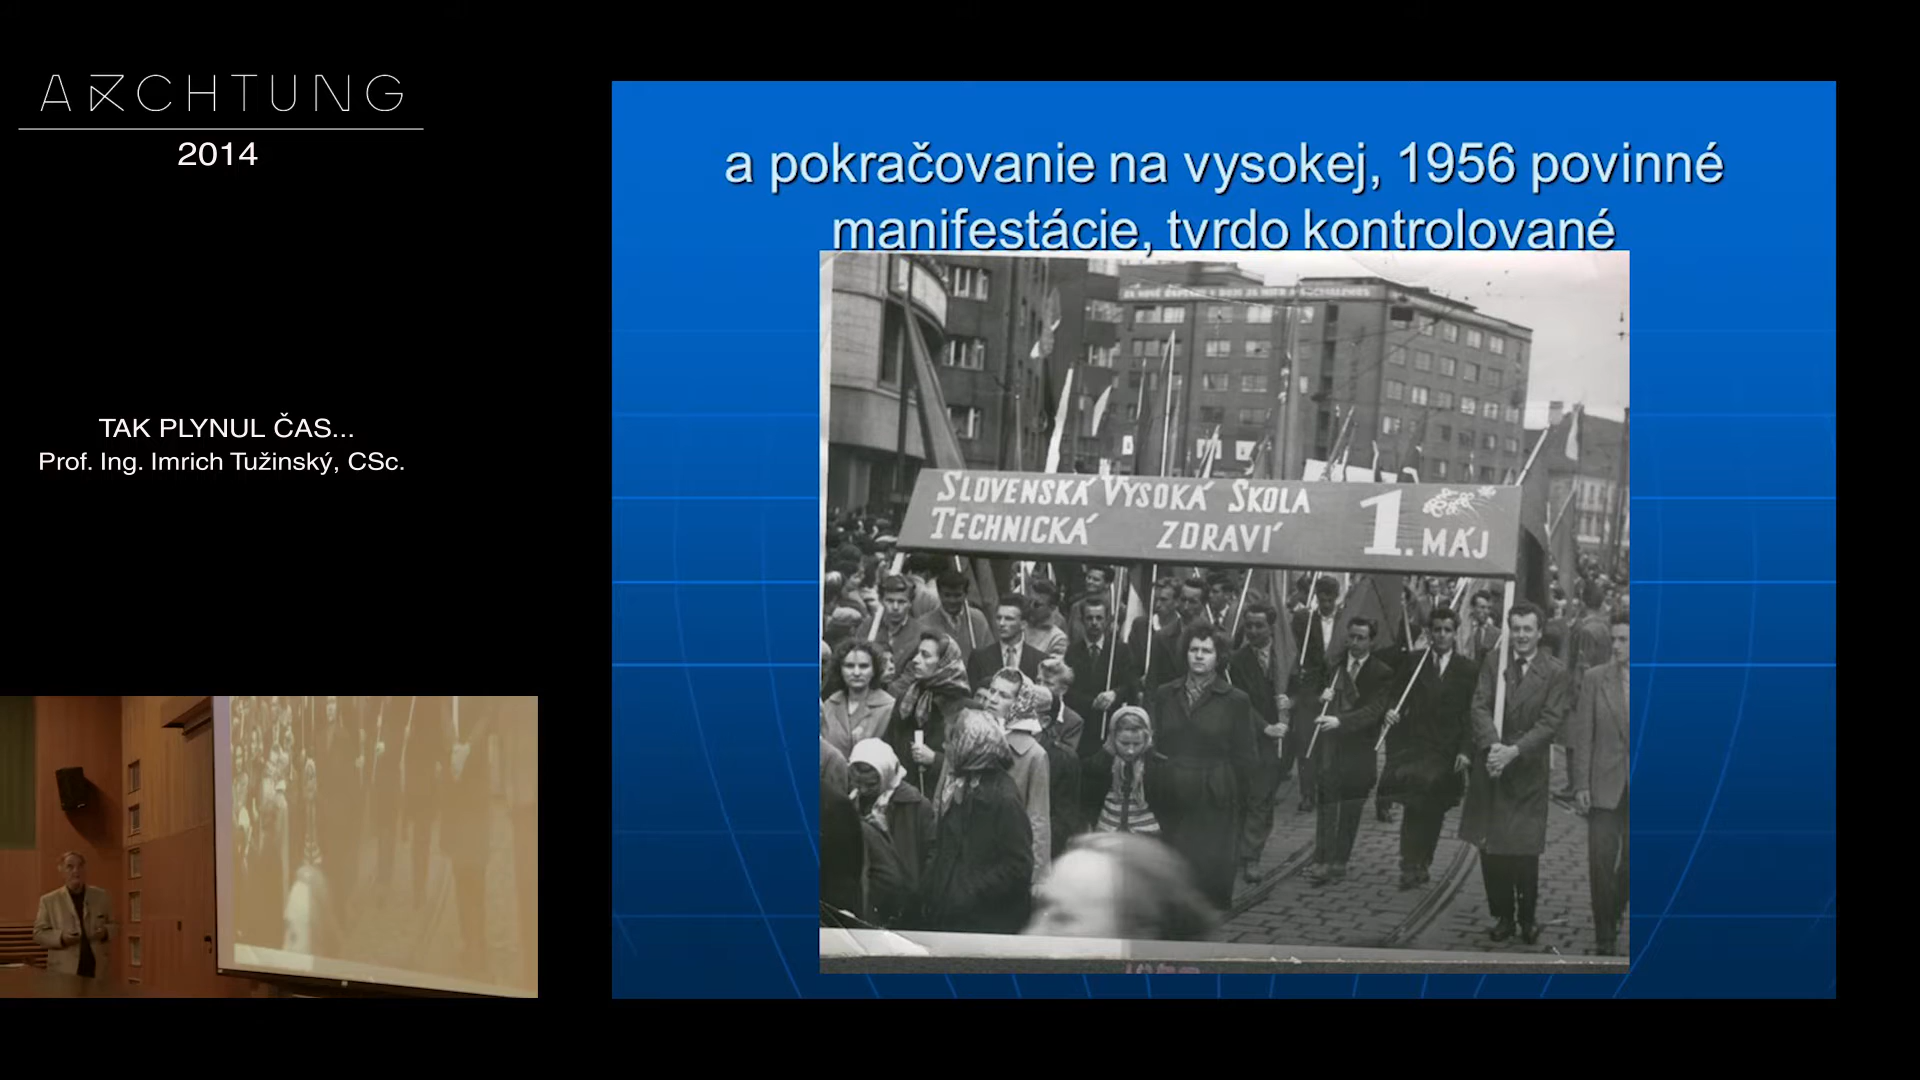 ARCHTUNG
2014
TAK PLYNUL ČAS...
Prof. Ing. Imrich Tužinský, CSc.
a pokračovanie na vysokej, 1956 povinné
manifestácie, tvrdo kontrolované
SLOVENSKÁ VYSOKÁ ŠKOLA
TECHNICKÁ ZDRAVÍ
1. MÁJ